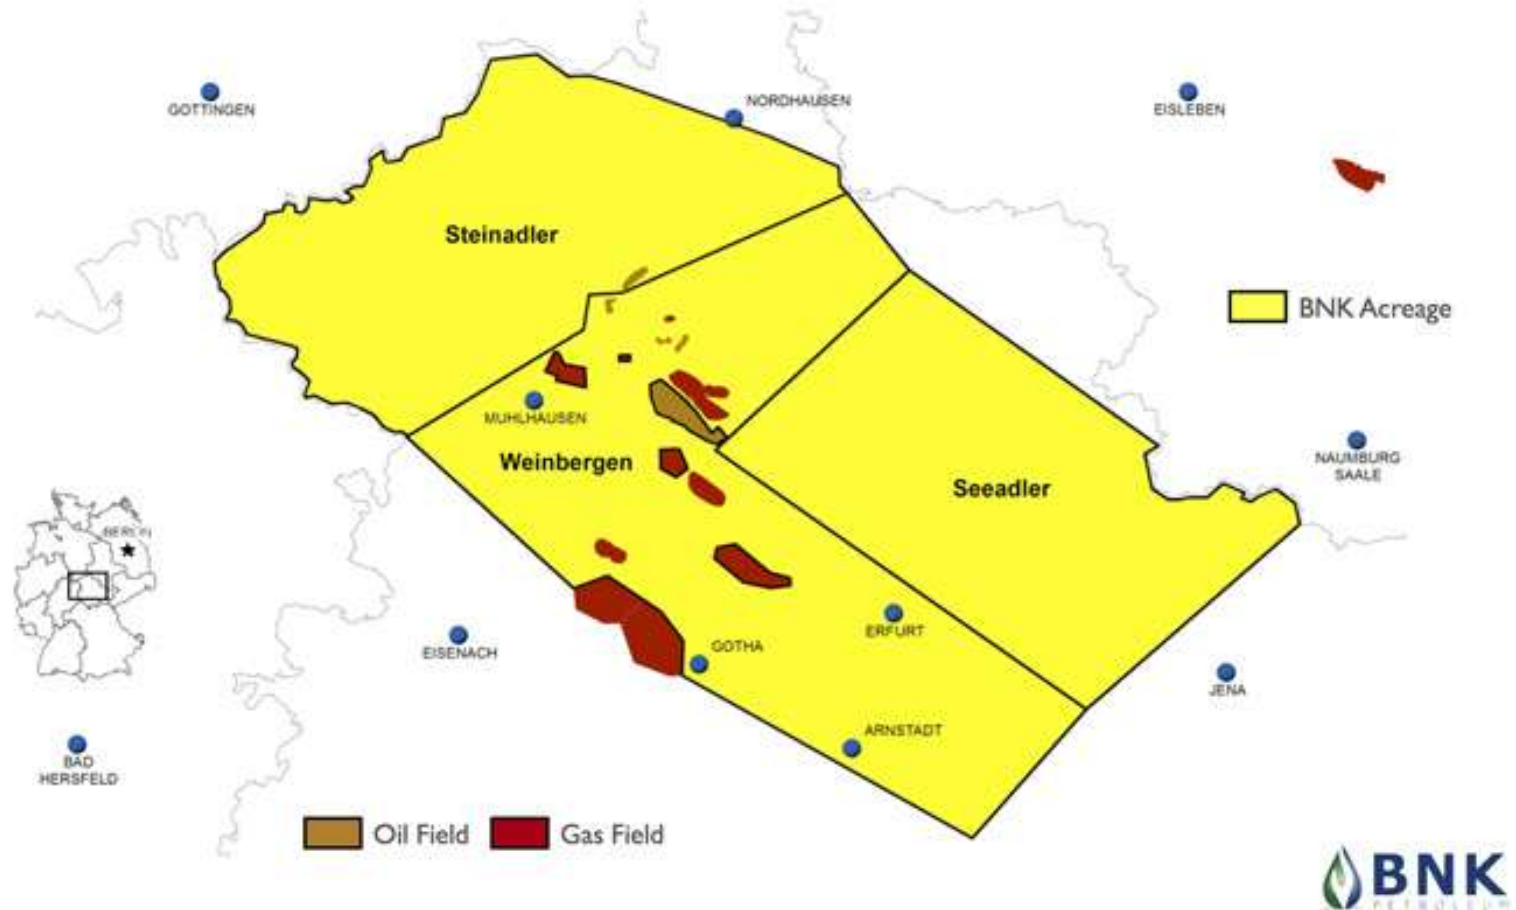 NORDHAUSEN
GOTTINGEN
EISLEBEN
Steinadler
BNK Acreage
MUHLHAUSEN
Weinbergen
NAUMBURG
SAALE
Seeadler
BERLIN
ERFURT
EISENACH
GOTHA
JENA
ARNSTADT
BAD
HERSFELD
Oil Field
Gas Field
BNK
PETROLEUM